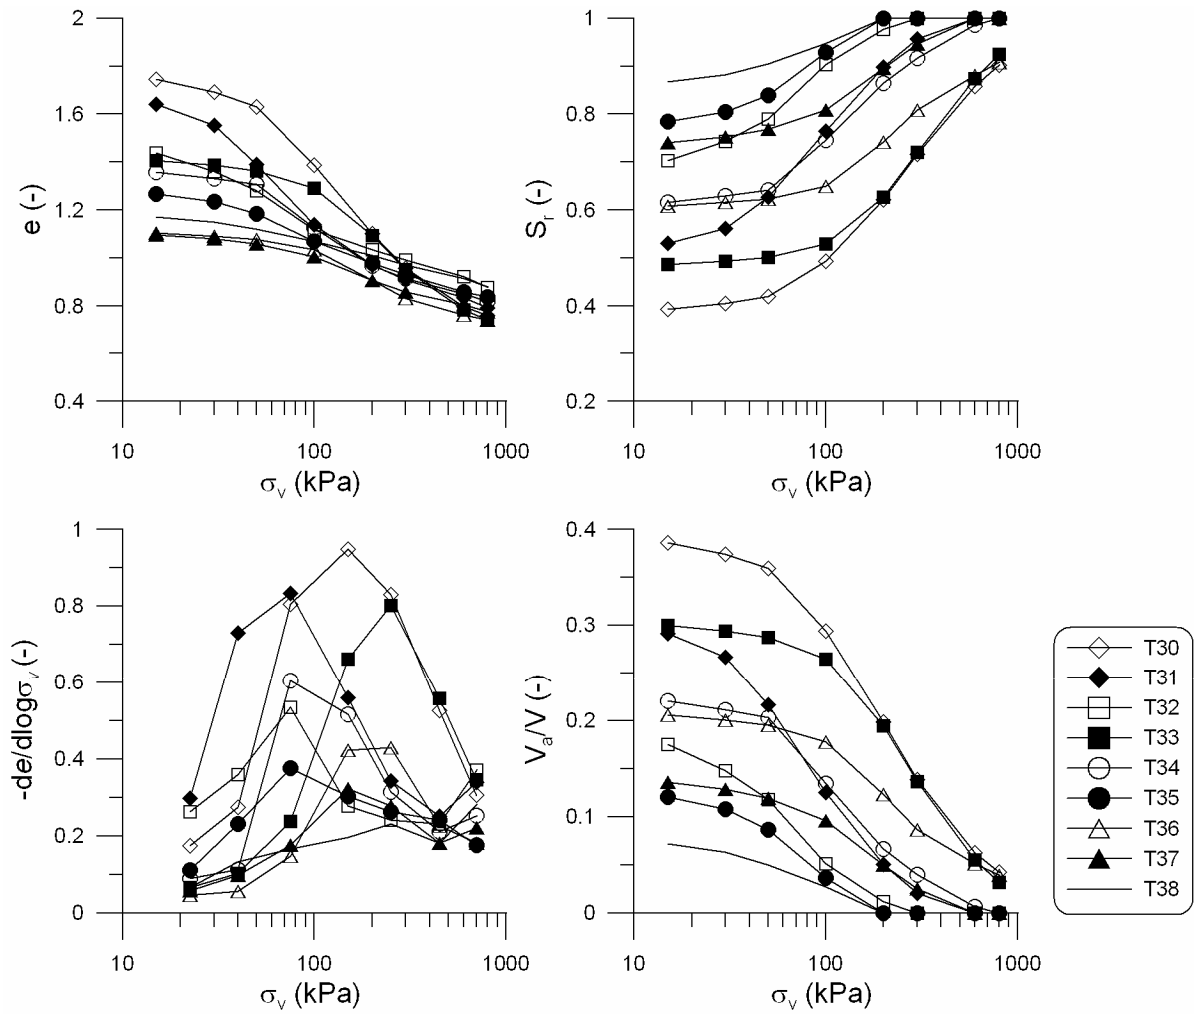 2
1.6
1.2
0.8
0.4
e (-)
10
100
1000
σv (kPa)
1
0.8
0.6
0.4
0.2
Sr (-)
10
100
1000
σv (kPa)
1
0.8
0.6
0.4
0.2
0
-de/dlogσv (-)
10
100
1000
σv (kPa)
0.4
0.3
0.2
0.1
0
Va/V (-)
10
100
1000
σv (kPa)
T30
T31
T32
T33
T34
T35
T36
T37
T38